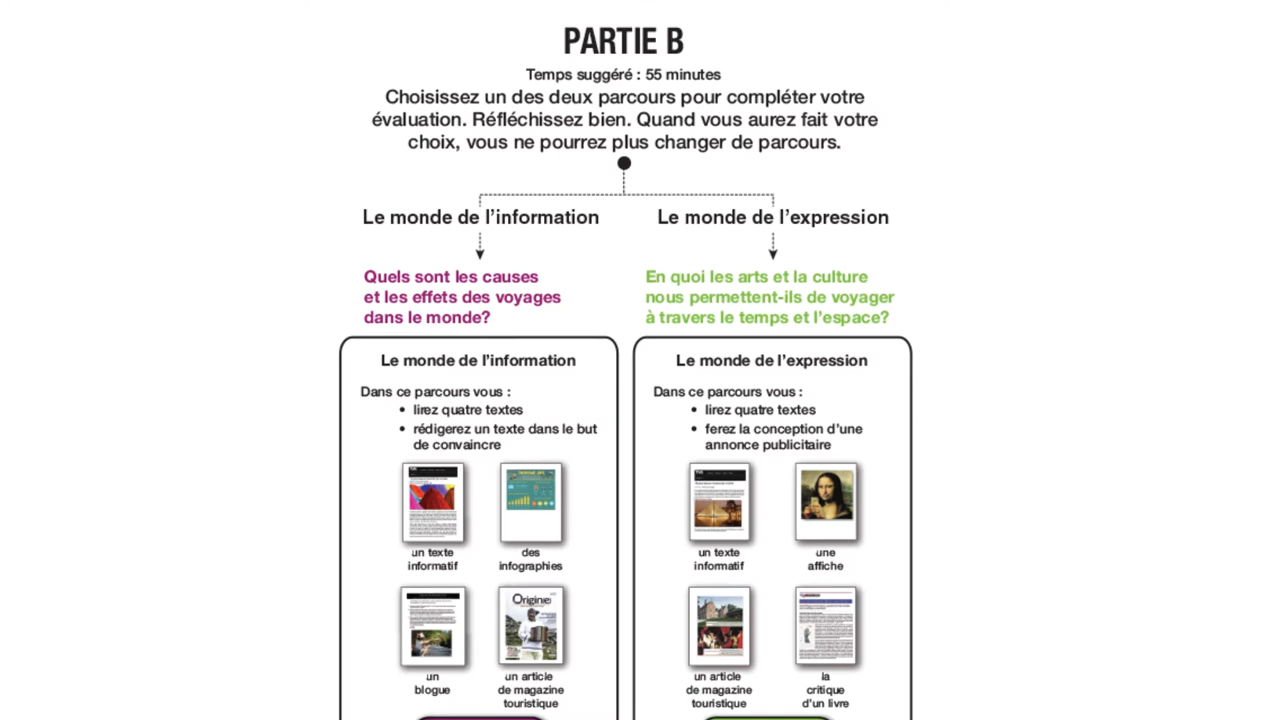 PARTIE B
Temps suggéré : 55 minutes
Choisissez un des deux parcours pour compléter votre
évaluation. Réfléchissez bien. Quand vous aurez fait votre
choix, vous ne pourrez plus changer de parcours.
Le monde de l'information
Le monde de l'expression
Quels sont les causes
et les effets des voyages
dans le monde?
En quoi les arts et la culture
nous permettent-ils de voyager
à travers le temps et l'espace?
Le monde de l'information
Dans ce parcours vous :
• lirez quatre textes
• rédigerez un texte dans le but
de convaincre
un texte
informatif
des
infographies
Origine
un
blogue
un article
de magazine
touristique
Le monde de l'expression
Dans ce parcours vous :
• lirez quatre textes
• ferez la conception d'une
annonce publicitaire
un texte
informatif
une
affiche
un article
de magazine
touristique
la
critique
d'un livre